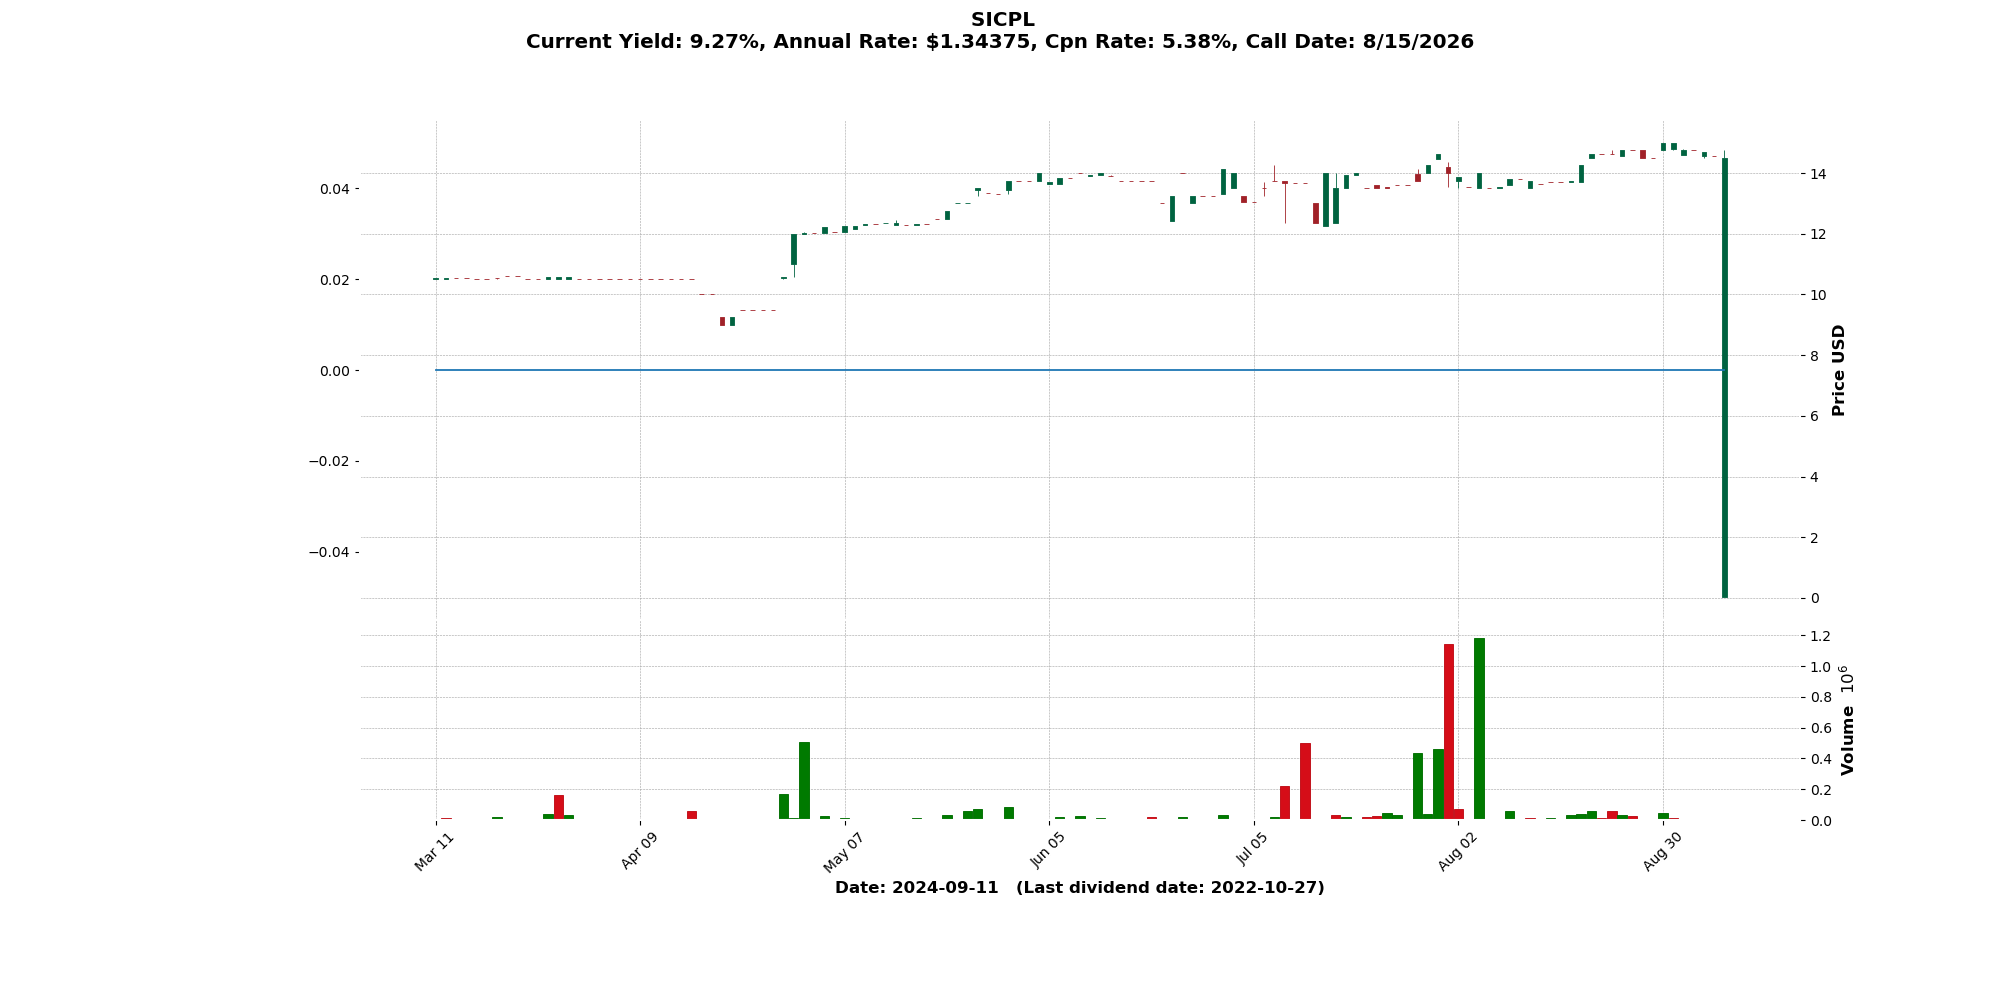 SICPL
Current Yield: 9.27%, Annual Rate: $1.34375, Cpn Rate: 5.38%, Call Date: 8/15/2026
0.04
0.02
0.00
−0.02
−0.04
14
12
10
8
6
4
2
0
Price USD
1.2
1.0
0.8
0.6
0.4
0.2
0.0
Volume 10⁶
Mar 11
Apr 09
May 07
Jun 05
Jul 05
Aug 02
Aug 30
Date: 2024-09-11 (Last dividend date: 2022-10-27)